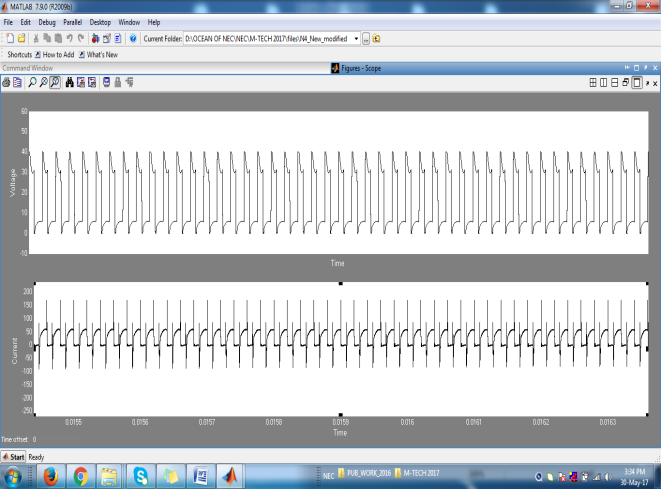 MATLAB 7.9.0 (R2009b)
File Edit Debug Parallel Desktop Window Help
Current Folder: D:\OCEAN OF NEC\NEC\M-TECH 2017\files\N4_New_modified
Shortcuts How to Add What's New
Command Window Figures - Scope
60
50
40
30
20
10
0
-10
Voltage
Time
200
150
100
50
0
-50
-100
-150
-200
-250
Current
0.0155 0.0156 0.0157 0.0158 0.0159 0.016 0.0161 0.0162 0.0163
Time
Time offset: 0
Start Ready
NEC PUB_WORK_2016 M-TECH 2017
3:34 PM
30-May-17